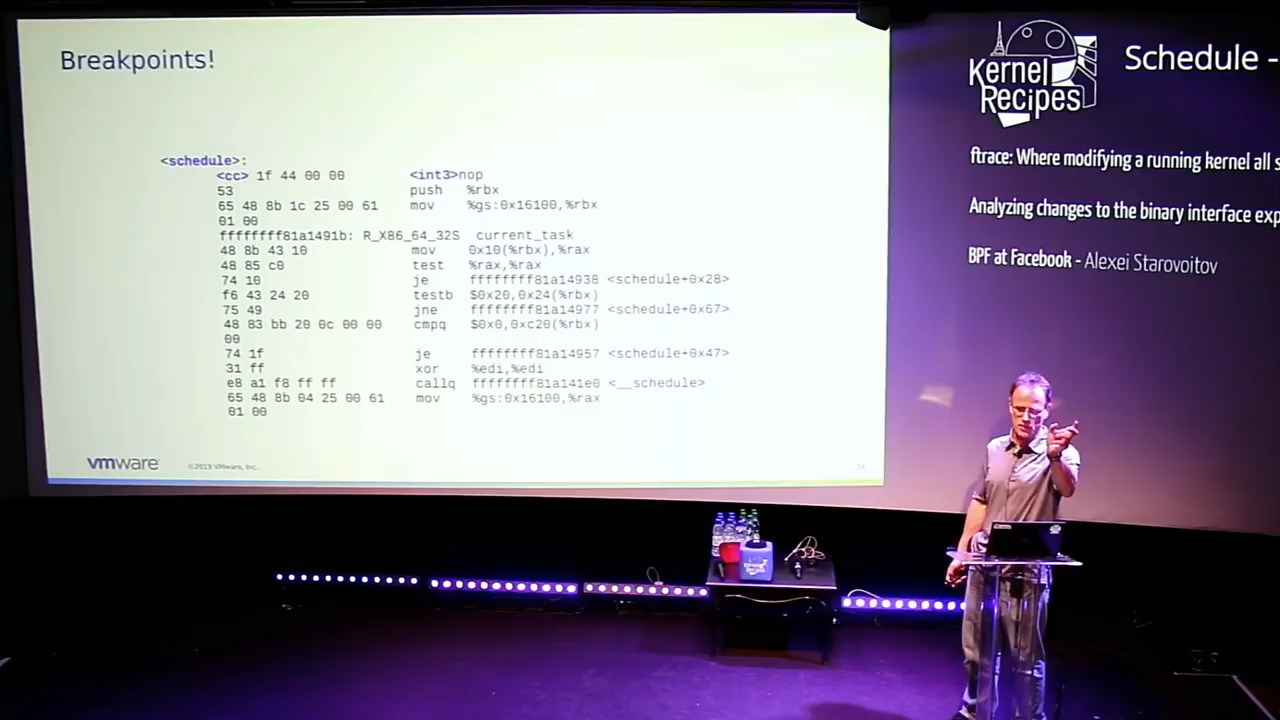 Breakpoints!
<schedule>:
<cc> 1f 44 00 00 <int3>nop
53 push %rbx
65 48 8b 1c 25 00 61 mov %gs:0x16100,%rbx
01 00
ffffffff81a1491b: R_X86_64_32S current_task
48 8b 43 10 mov 0x10(%rbx),%rax
48 85 c0 test %rax,%rax
74 10 je ffffffff81a14938 <schedule+0x28>
f6 43 24 20 testb $0x20,0x24(%rbx)
75 49 jne ffffffff81a14977 <schedule+0x67>
48 83 bb 20 0c 00 00 cmpq $0x0,0xc20(%rbx)
00
74 1f je ffffffff81a14957 <schedule+0x47>
31 ff xor %edi,%edi
e8 a1 f8 ff ff callq ffffffff81a141e0 <__schedule>
65 48 8b 04 25 00 61 mov %gs:0x16100,%rax
01 00
vmware
©2019 VMware, Inc.
Kernel
Recipes
Schedule -
ftrace: Where modifying a running kernel all s
Analyzing changes to the binary interface exp
BPF at Facebook - Alexei Starovoitov